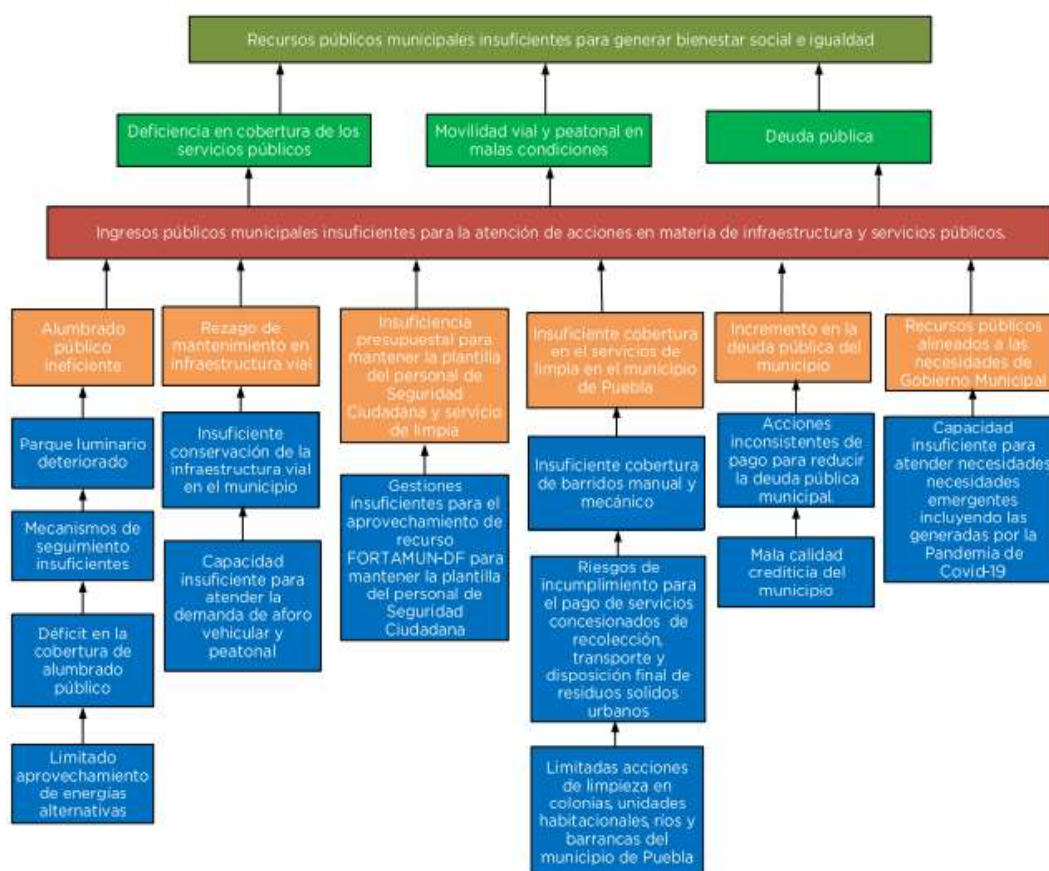 Recursos públicos municipales insuficientes para generar bienestar social e igualdad
Deficiencia en cobertura de los
servicios públicos
Movilidad vial y peatonal en
malas condiciones
Deuda pública
Ingresos públicos municipales insuficientes para la atención de acciones en materia de infraestructura y servicios públicos.
Alumbrado
público
ineficiente
Parque luminario
deteriorado
Mecanismos de
seguimiento
insuficientes
Déficit en la
cobertura de
alumbrado
público
Limitado
aprovechamiento
de energías
alternativas
Rezago de
mantenimiento en
infraestructura vial
Insuficiente
conservación de la
infraestructura vial
en el municipio
Capacidad
insuficiente para
atender la
demanda de aforo
vehicular y
peatonal
Insuficiencia
presupuestal para
mantener la plantilla
del personal de
Seguridad
Ciudadana y servicio
de limpía
Gestiones
insuficientes para el
aprovechamiento de
recurso
FORTAMUN-DF para
mantener la plantilla
del personal de
Seguridad
Ciudadana
Insuficiente cobertura
en el servicios de
limpia en el municipio
de Puebla
Insuficiente cobertura
de barridos manual y
mecánico
Riesgos de
incumplimiento para
el pago de servicios
concesionados de
recolección,
transporte y
disposición final de
residuos solidos
urbanos
Limitadas acciones
de limpieza en
colonias, unidades
habitacionales, ríos y
barrancas del
municipio de Puebla
Incremento en la
deuda pública del
municipio
Acciones
inconsistentes de
pago para reducir
la deuda pública
municipal.
Mala calidad
crediticia del
municipio
Recursos públicos
alineados a las
necesidades de
Gobierno Municipal
Capacidad
insuficiente para
atender necesidades
necesidades
emergentes
incluyendo las
generadas por la
Pandemia de
Covid-19